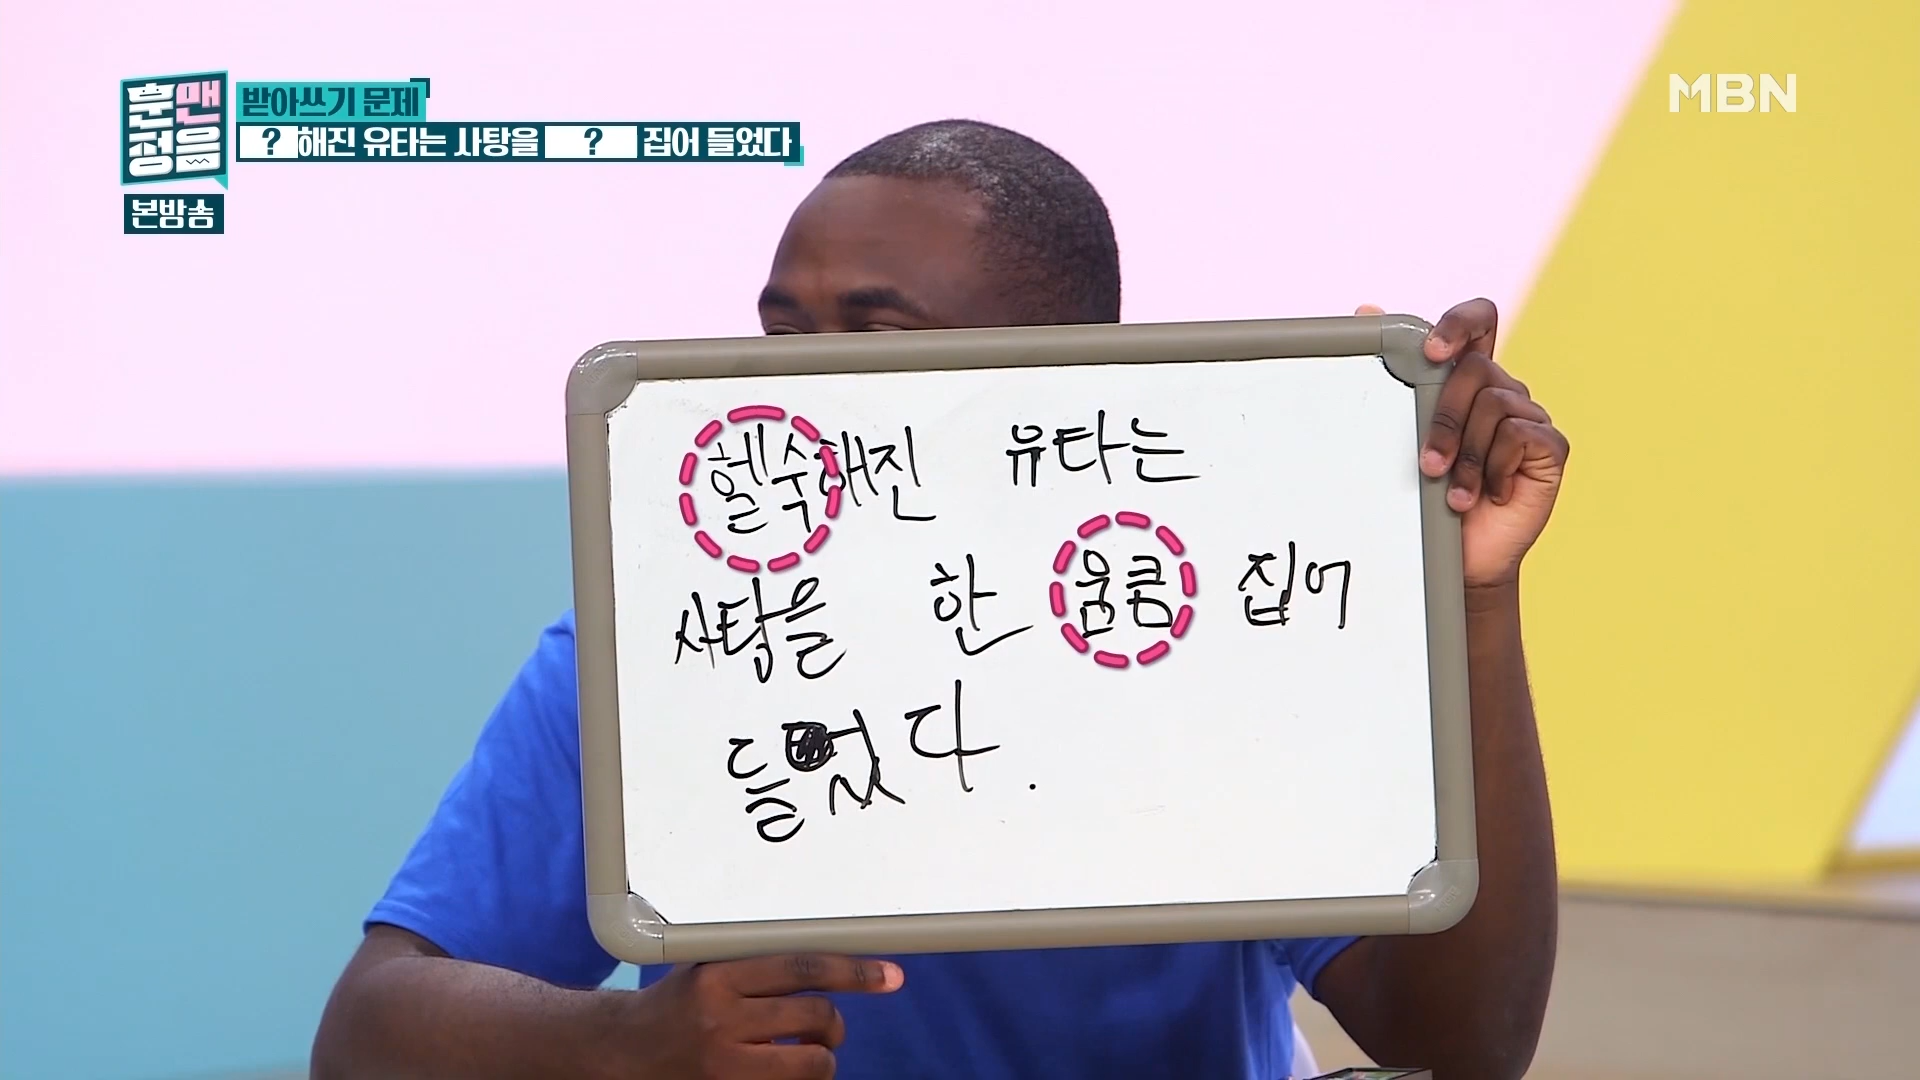 훈맨
정음
본방송
받아쓰기 문제
? 해진 유타는 사탕을 ? 집어 들었다
MBN
헬숙해진 유타는
사탕을 한 움큼 집어
들었다.